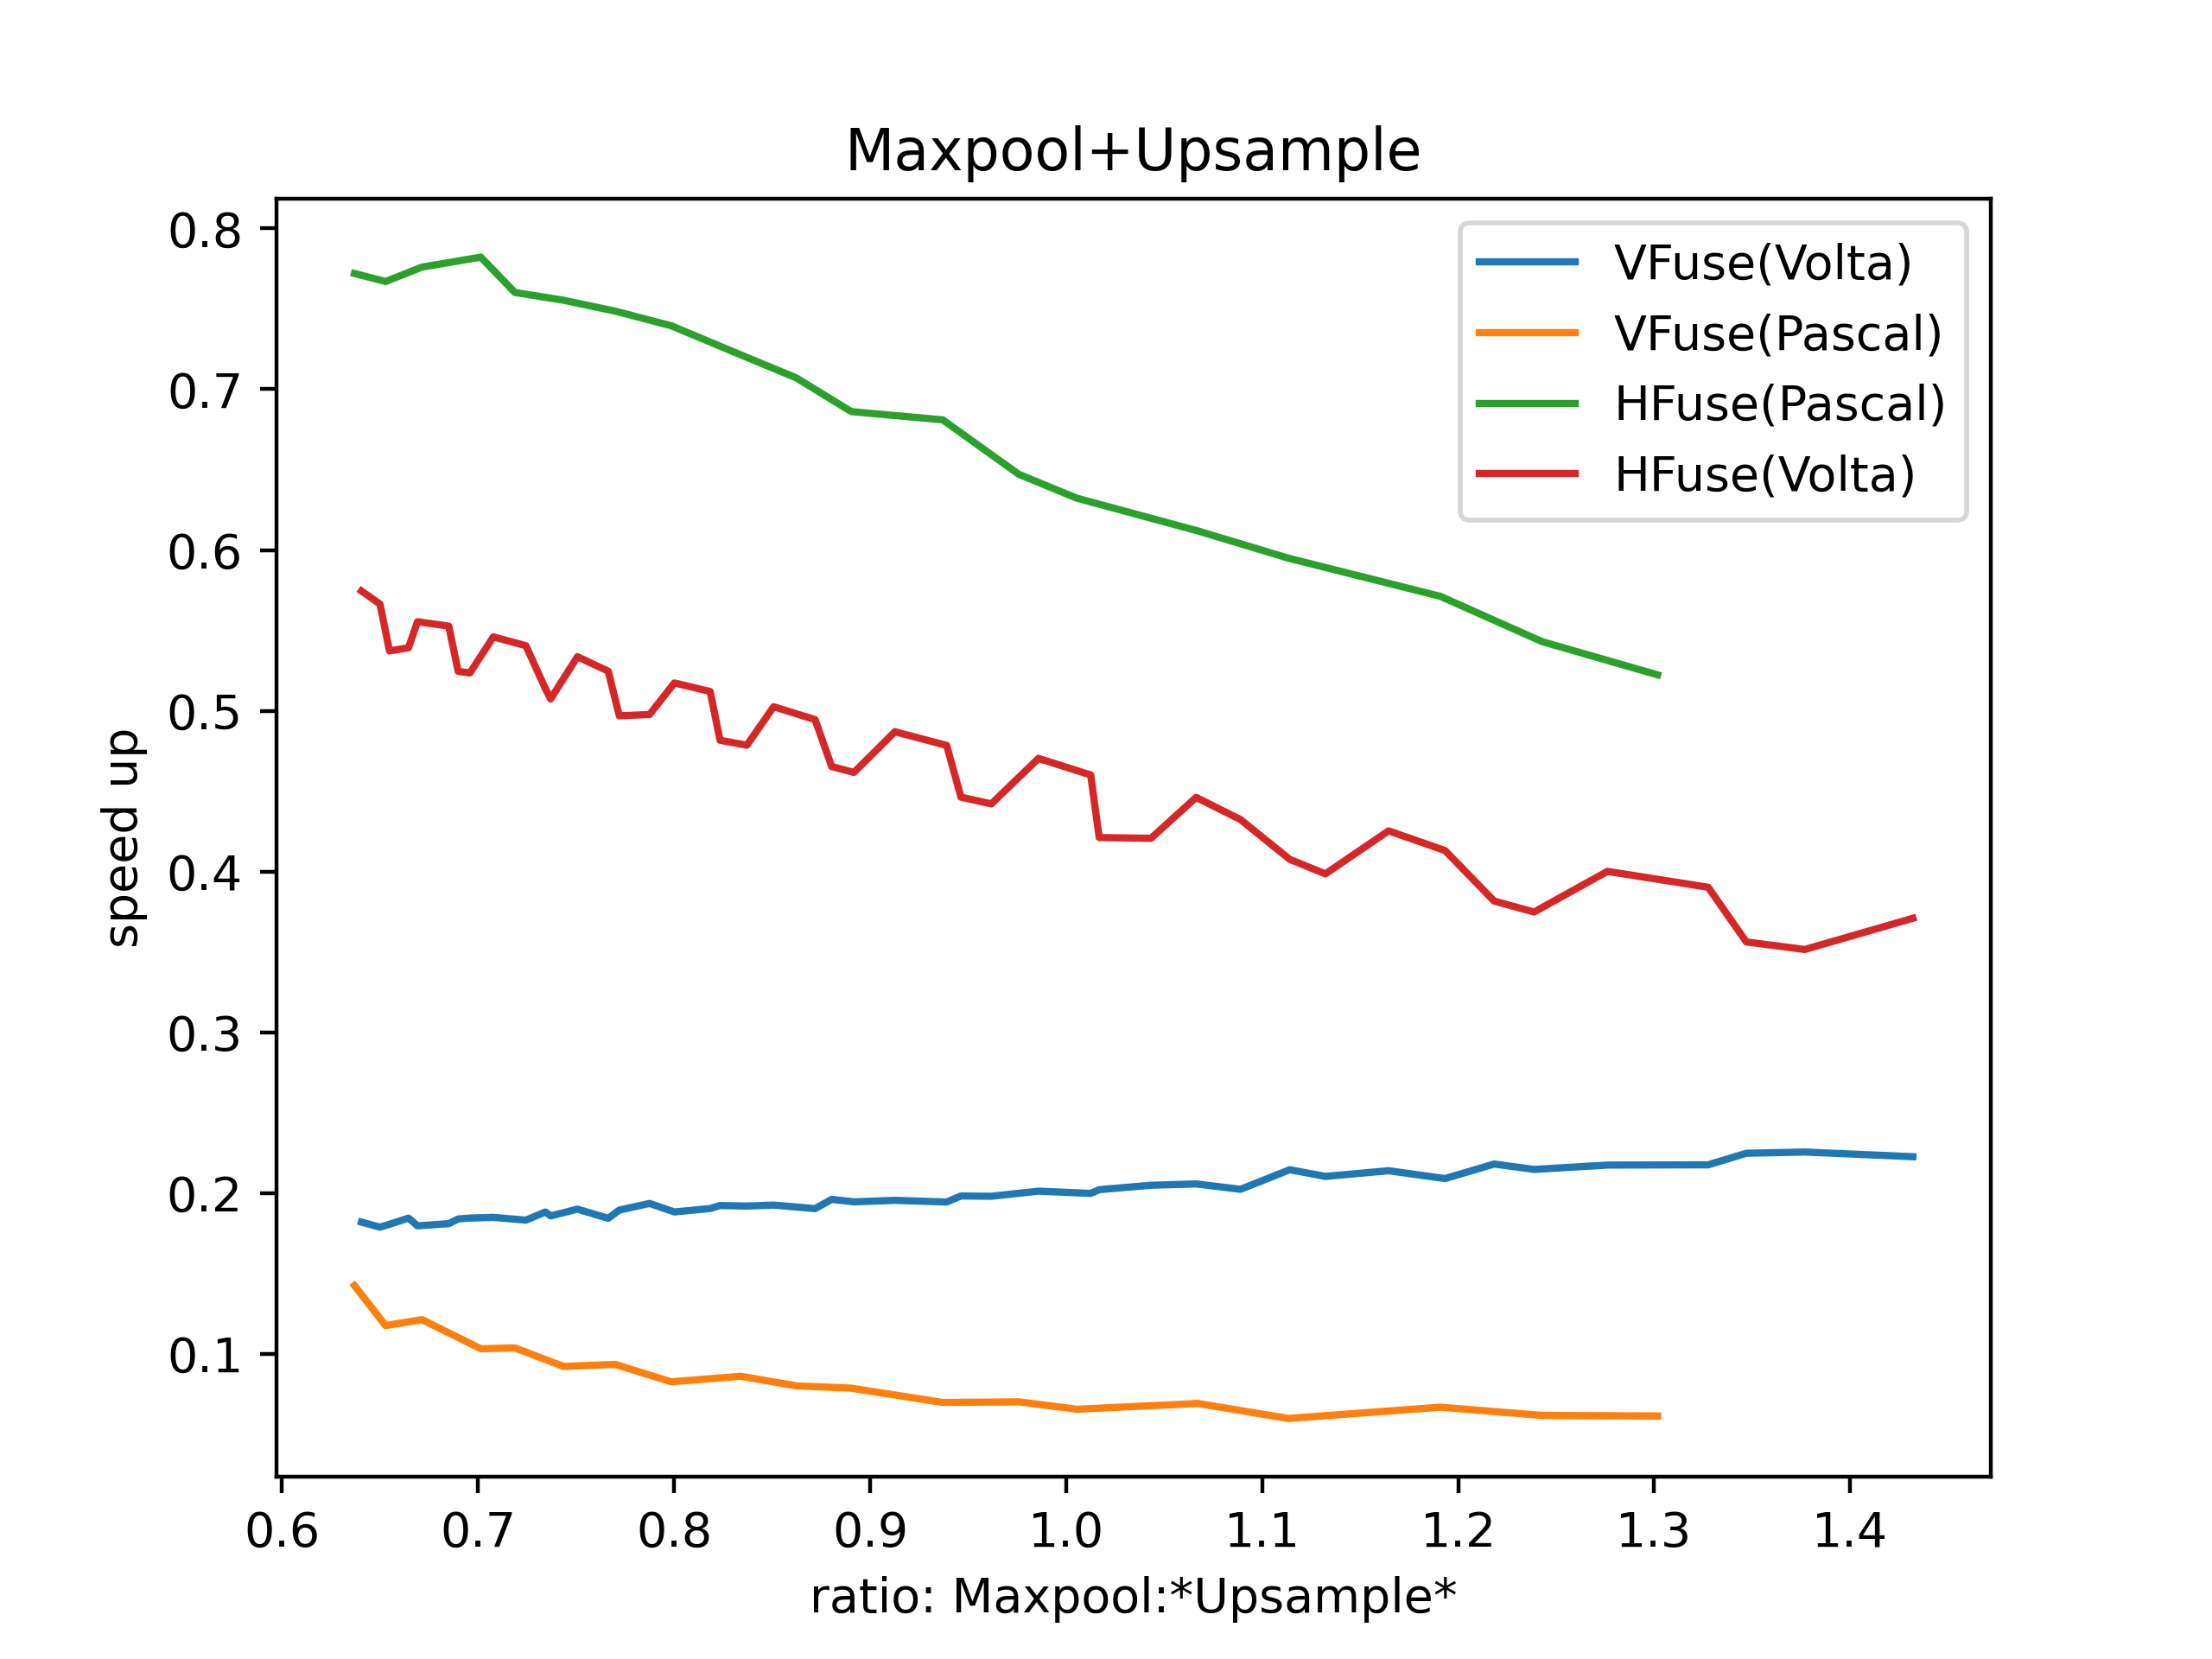 Maxpool+Upsample
VFuse(Volta)
VFuse(Pascal)
HFuse(Pascal)
HFuse(Volta)
speed up
0.8
0.7
0.6
0.5
0.4
0.3
0.2
0.1
0.6 0.7 0.8 0.9 1.0 1.1 1.2 1.3 1.4
ratio: Maxpool:*Upsample*